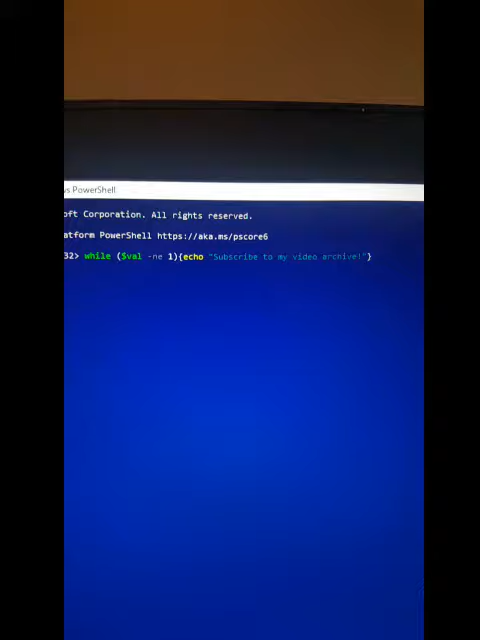 ws PowerShell
oft Corporation. All rights reserved.
atform PowerShell https://aka.ms/pscore6
32> while ($val -ne 1){echo "Subscribe to my video archive!"}